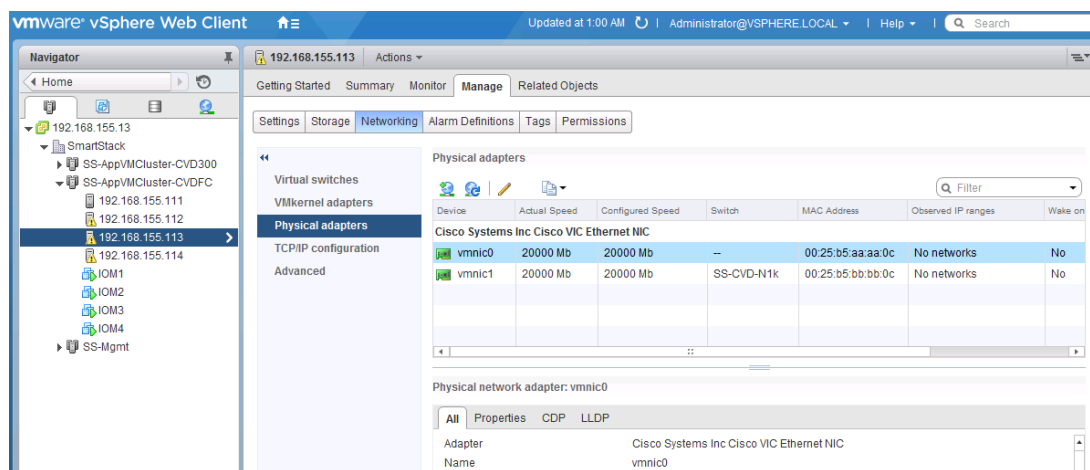 vmware® vSphere Web Client Updated at 1:00 AM | Administrator@VSPHERE.LOCAL | Help | Search
Navigator
Home
192.168.155.13
SmartStack
SS-AppVMCluster-CVD300
SS-AppVMCluster-CVDFC
192.168.155.111
192.168.155.112
192.168.155.113
192.168.155.114
IOM1
IOM2
IOM3
IOM4
SS-Mgmt
192.168.155.113 Actions
Getting Started Summary Monitor Manage Related Objects
Settings Storage Networking Alarm Definitions Tags Permissions
Virtual switches
VMkernel adapters
Physical adapters
TCP/IP configuration
Advanced
Physical adapters
Filter
Device Actual Speed Configured Speed Switch MAC Address Observed IP ranges Wake on
Cisco Systems Inc Cisco VIC Ethernet NIC
vmnic0 20000 Mb 20000 Mb -- 00:25:b5:aa:aa:0c No networks No
vmnic1 20000 Mb 20000 Mb SS-CVD-N1k 00:25:b5:bb:bb:0c No networks No
Physical network adapter: vmnic0
All Properties CDP LLDP
Adapter Cisco Systems Inc Cisco VIC Ethernet NIC
Name vmnic0